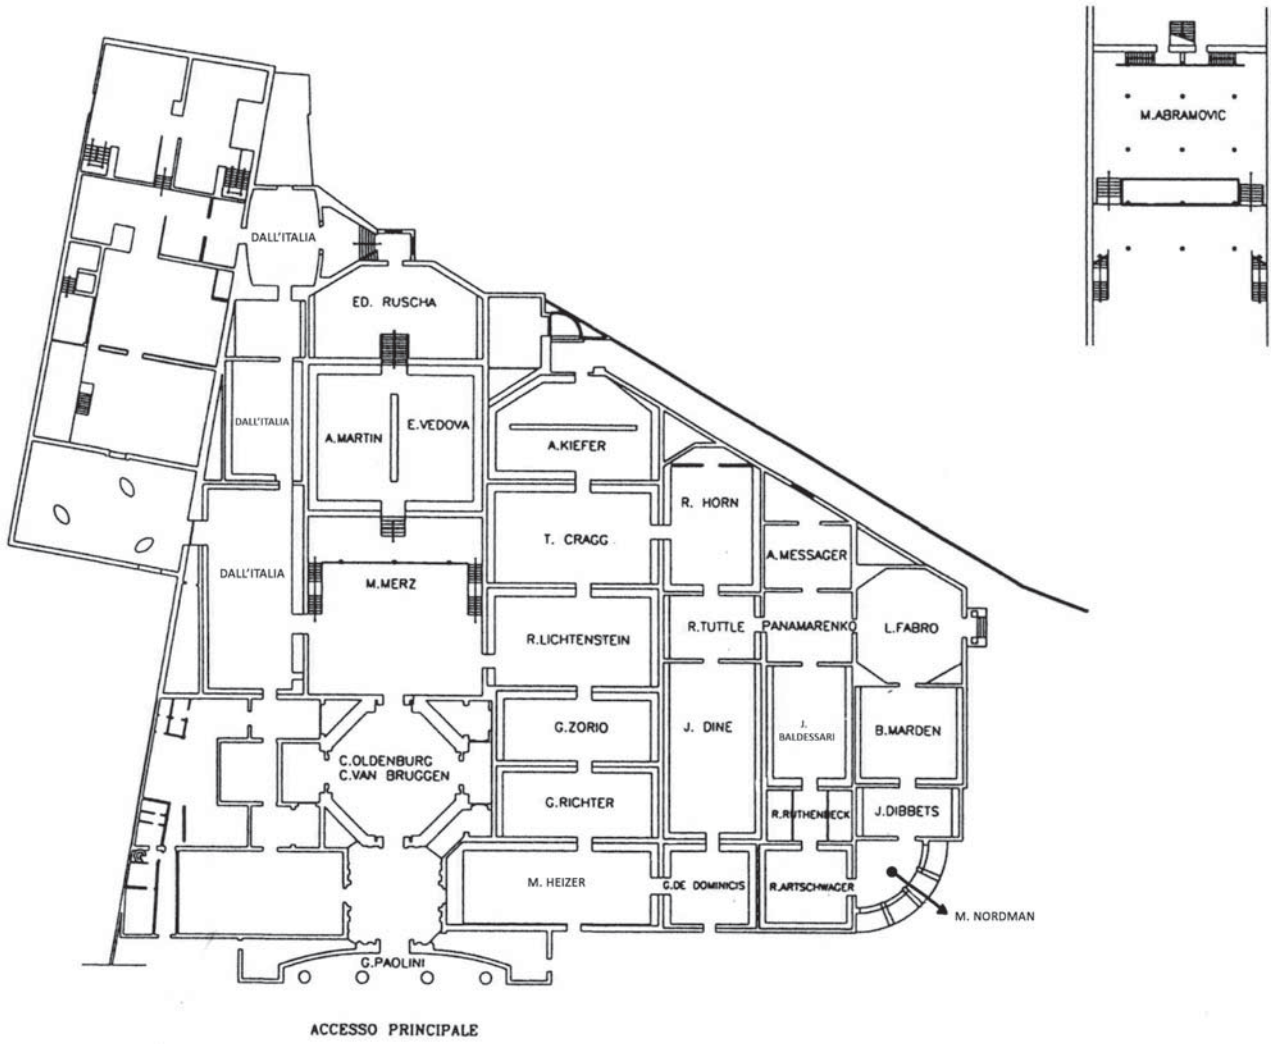 M.ABRAMOVIC
DALL'ITALIA
ED. RUSCHA
DALL'ITALIA
A.MARTIN
E.VEDOVA
A.KIEFER
R. HORN
T. CRAGG
A.MESSAGER
DALL'ITALIA
M.MERZ
R.LICHTENSTEIN
R.TUTTLE
PANAMARENKO
L.FABRO
G.ZORIO
J. DINE
J.
BALDESSARI
B.MARDEN
C.OLDENBURG
C.VAN BRUGGEN
G.RICHTER
R.RUTHENBECK
J.DIBBETS
M. HEIZER
G.DE DOMINICIS
R.ARTSCHWAGER
M. NORDMAN
G.PAOLINI
ACCESSO PRINCIPALE